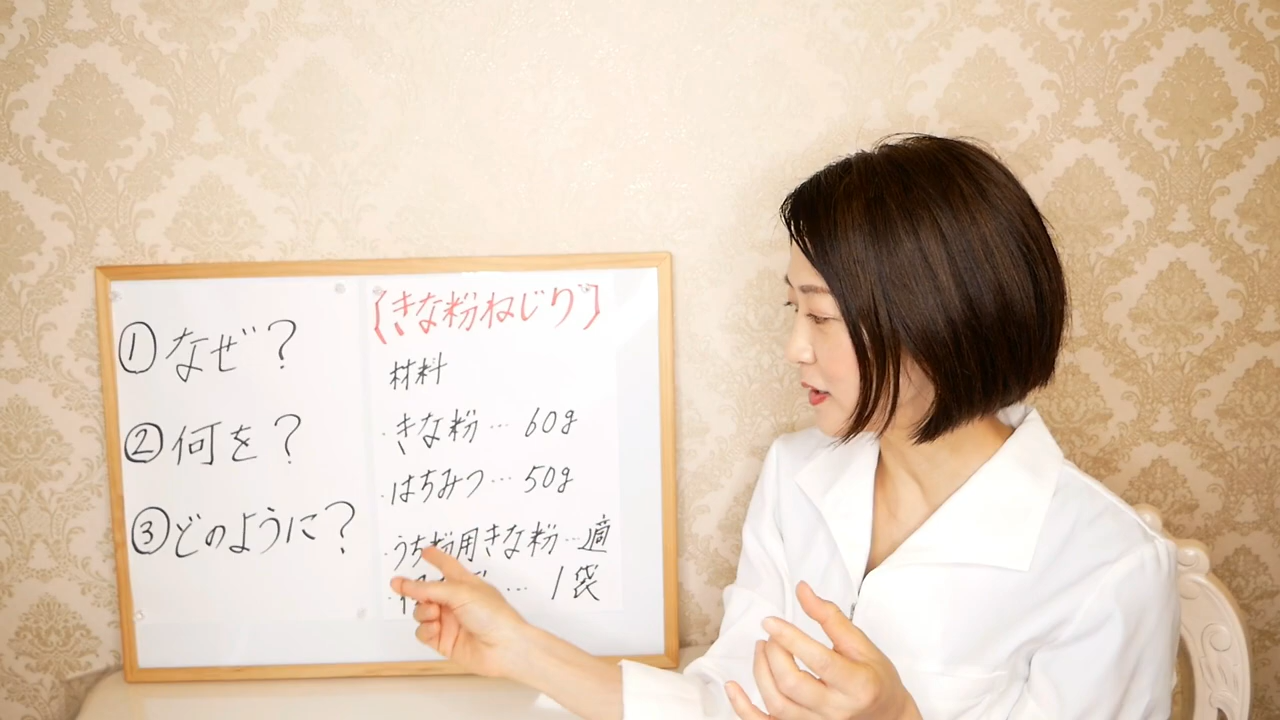 ①なぜ？
②何を？
③どのように？
[きな粉ねじり]
材料
・きな粉…60g
・はちみつ…50g
・うち粉用きな粉…適
… 1袋